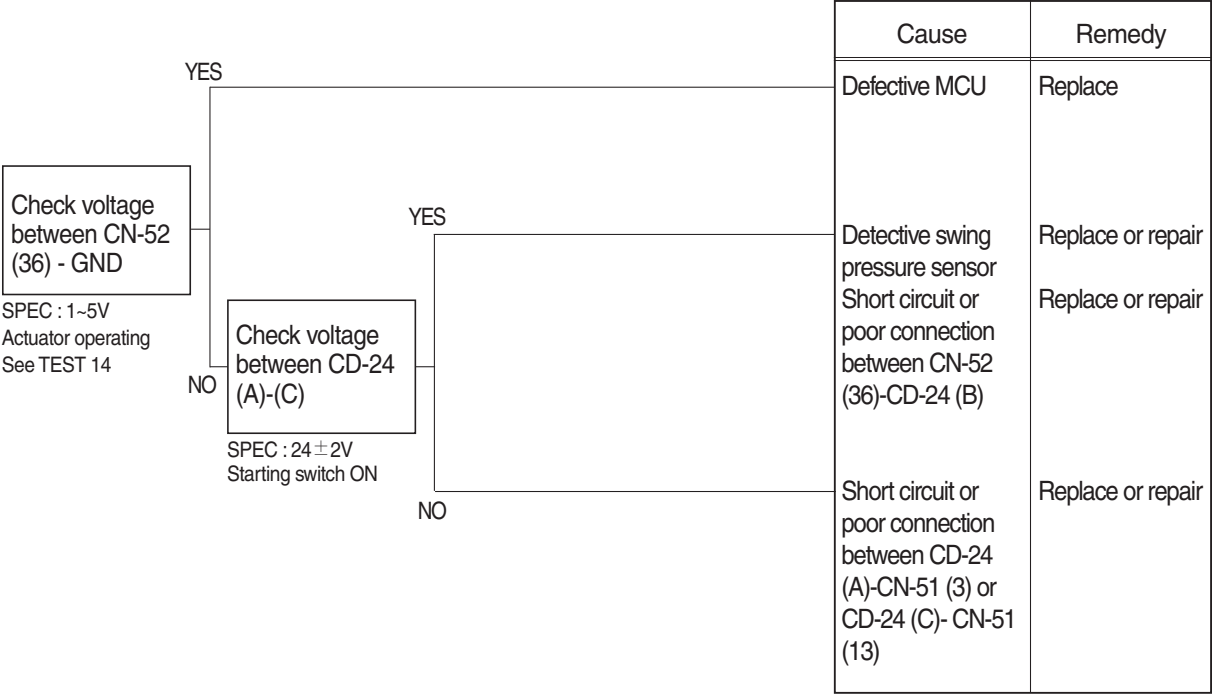 Cause
Remedy
YES
Defective MCU
Replace
Check voltage
between CN-52
(36) - GND
SPEC : 1~5V
Actuator operating
See TEST 14
YES
Detective swing
pressure sensor
Replace or repair
Short circuit or
poor connection
between CN-52
(36)-CD-24 (B)
Replace or repair
NO
Check voltage
between CD-24
(A)-(C)
SPEC : 24±2V
Starting switch ON
NO
Short circuit or
poor connection
between CD-24
(A)-CN-51 (3) or
CD-24 (C)- CN-51
(13)
Replace or repair